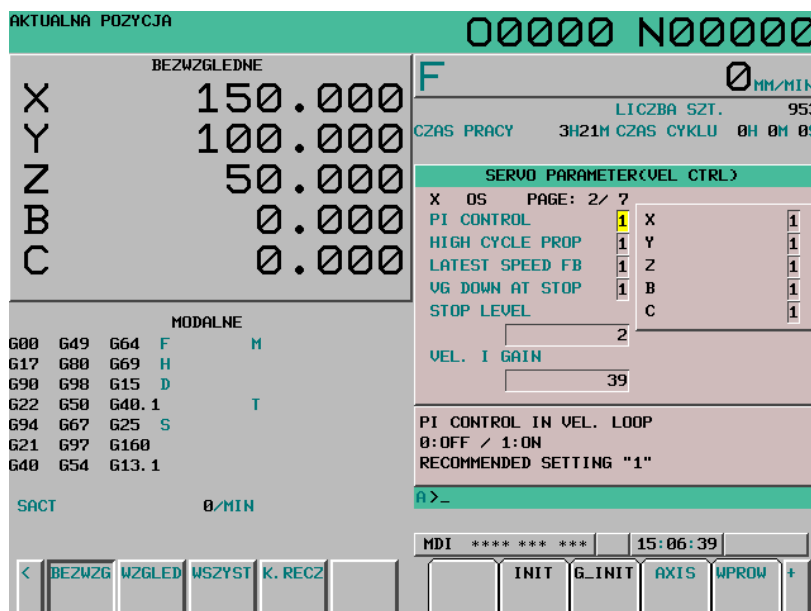 AKTUALNA POZYCJA
O0000 N00000
BEZWZGLEDNE
X 150.000
Y 100.000
Z 50.000
B 0.000
C 0.000
F 0 MM/MIN
LICZBA SZT. 953
CZAS PRACY 3H21M CZAS CYKLU 0H 0M 0S
SERVO PARAMETER(VEL CTRL)
X OS PAGE: 2/ 7
PI CONTROL 1
HIGH CYCLE PROP 1
LATEST SPEED FB 1
VG DOWN AT STOP 1
STOP LEVEL
2
VEL. I GAIN
39
X 1
Y 1
Z 1
B 1
C 1
PI CONTROL IN VEL. LOOP
0:OFF / 1:ON
RECOMMENDED SETTING "1"
MODALNE
G00 G49 G64 F M
G17 G80 G69 H
G90 G98 G15 D
G22 G50 G40.1 T
G94 G67 G25 S
G21 G97 G160
G40 G54 G13.1
SACT 0/MIN
A>_
MDI **** *** *** 15:06:39
< BEZWZG WZGLED WSZYST K.RECZ INIT G_INIT AXIS WPROW +